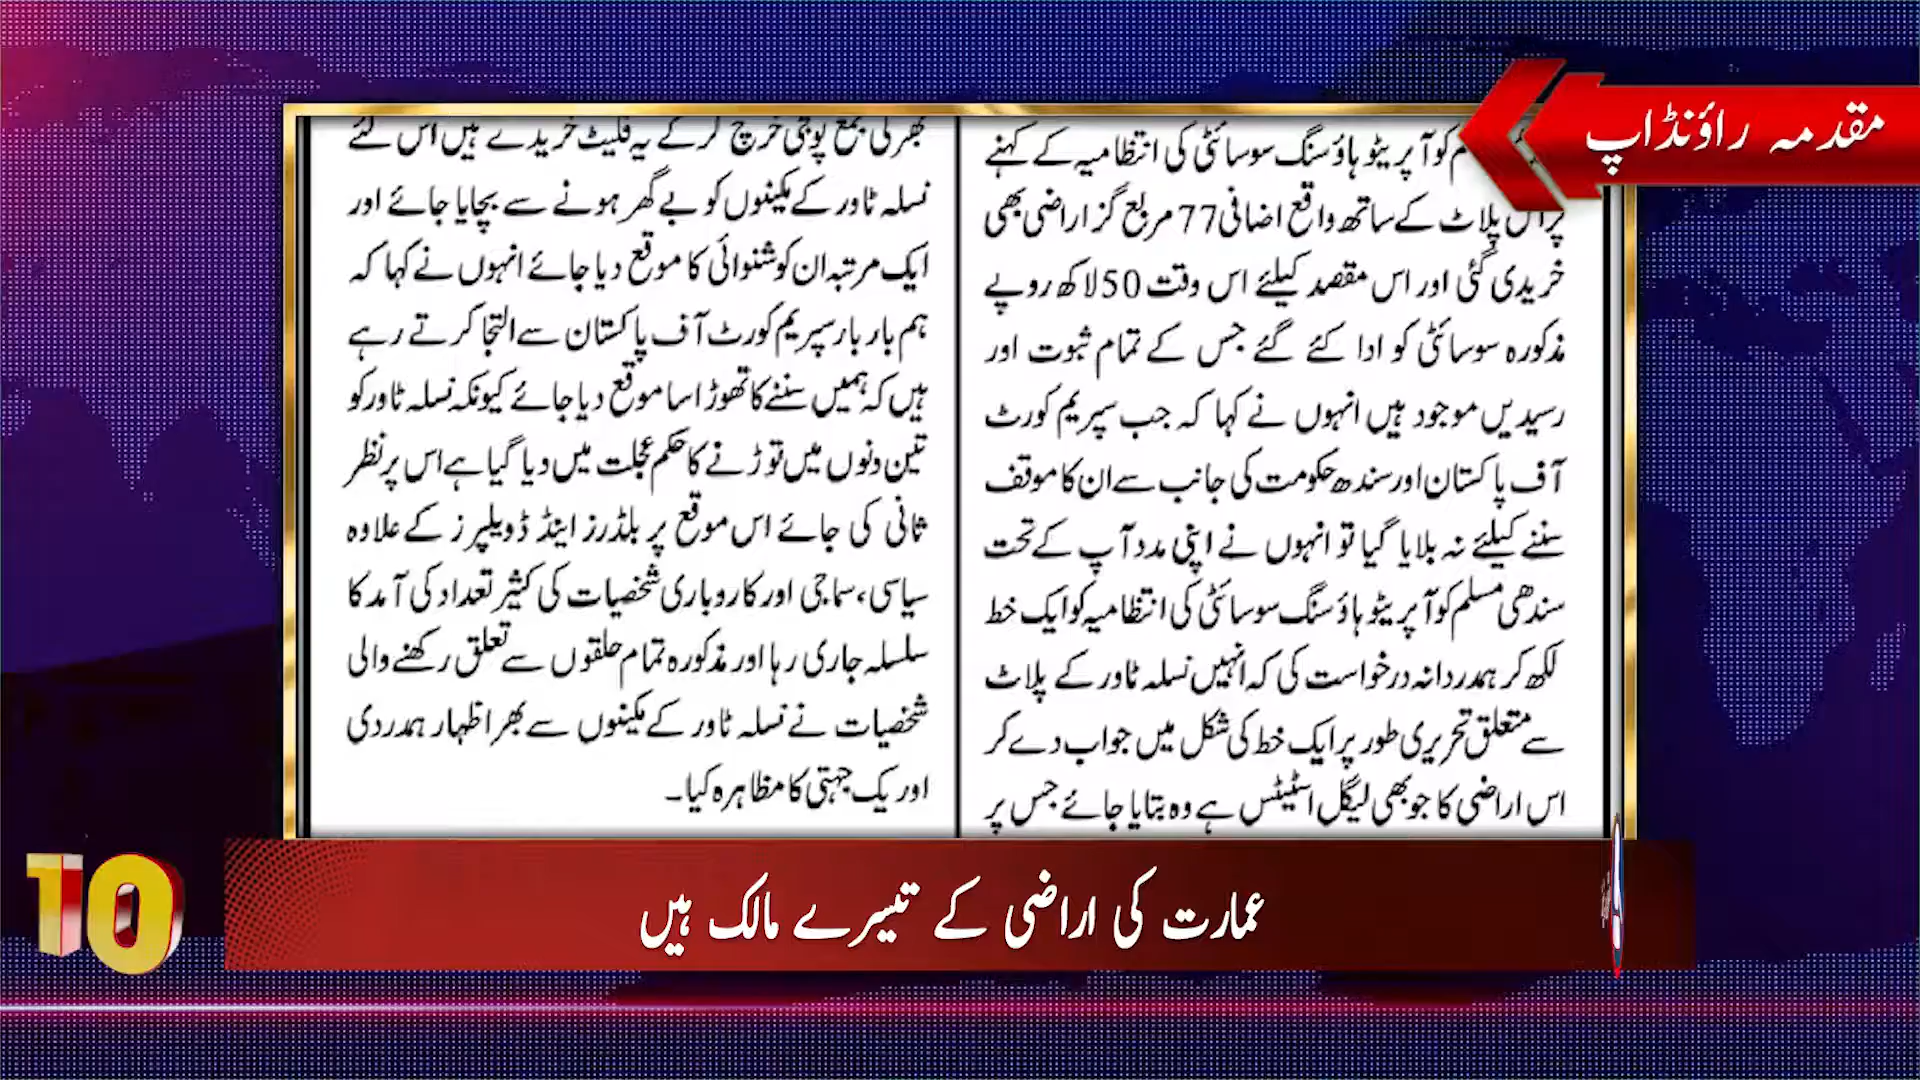 مقدمہ راؤنڈاپ
کوآپریٹو ہاؤسنگ سوسائٹی کی انتظامیہ کے کہنے
پر اس پلاٹ کے ساتھ واقع اضافی 77 مربع گز اراضی بھی
خریدی گئی اور اس مقصد کیلئے اس وقت 50 لاکھ روپے
مذکورہ سوسائٹی کو ادا کئے گئے جس کے تمام ثبوت اور
رسیدیں موجود ہیں انہوں نے کہا کہ جب سپریم کورٹ
آف پاکستان اور سندھ حکومت کی جانب سے ان کا موقف
سننے کیلئے نہ بلایا گیا تو انہوں نے اپنی مدد آپ کے تحت
سندھی مسلم کوآپریٹو ہاؤسنگ سوسائٹی کی انتظامیہ کو ایک خط
لکھ کر ہمدردانہ درخواست کی کہ انہیں نسلہ ٹاور کے پلاٹ
سے متعلق تحریری طور پر ایک خط کی شکل میں جواب دے کر
اس اراضی کا جو بھی لیگل اسٹیٹس ہے وہ بتایا جائے جس پر
بھر کی جمع پونجی خرچ کر کے یہ فلیٹ خریدے ہیں اس لئے
نسلہ ٹاور کے مکینوں کو بے گھر ہونے سے بچایا جائے اور
ایک مرتبہ ان کو شنوائی کا موقع دیا جائے انہوں نے کہا کہ
ہم بار بار سپریم کورٹ آف پاکستان سے التجا کرتے رہے
ہیں کہ ہمیں سننے کا تھوڑا سا موقع دیا جائے کیونکہ نسلہ ٹاور کو
تین دنوں میں توڑنے کا حکم عجلت میں دیا گیا ہے اس پر نظر
ثانی کی جائے اس موقع پر بلڈرز اینڈ ڈویلپرز کے علاوہ
سیاسی، سماجی اور کاروباری شخصیات کی کثیر تعداد کی آمد کا
سلسلہ جاری رہا اور مذکورہ تمام حلقوں سے تعلق رکھنے والی
شخصیات نے نسلہ ٹاور کے مکینوں سے بھر اظہار ہمدردی
اور یک جہتی کا مظاہرہ کیا۔
عمارت کی اراضی کے تیسرے مالک ہیں
10